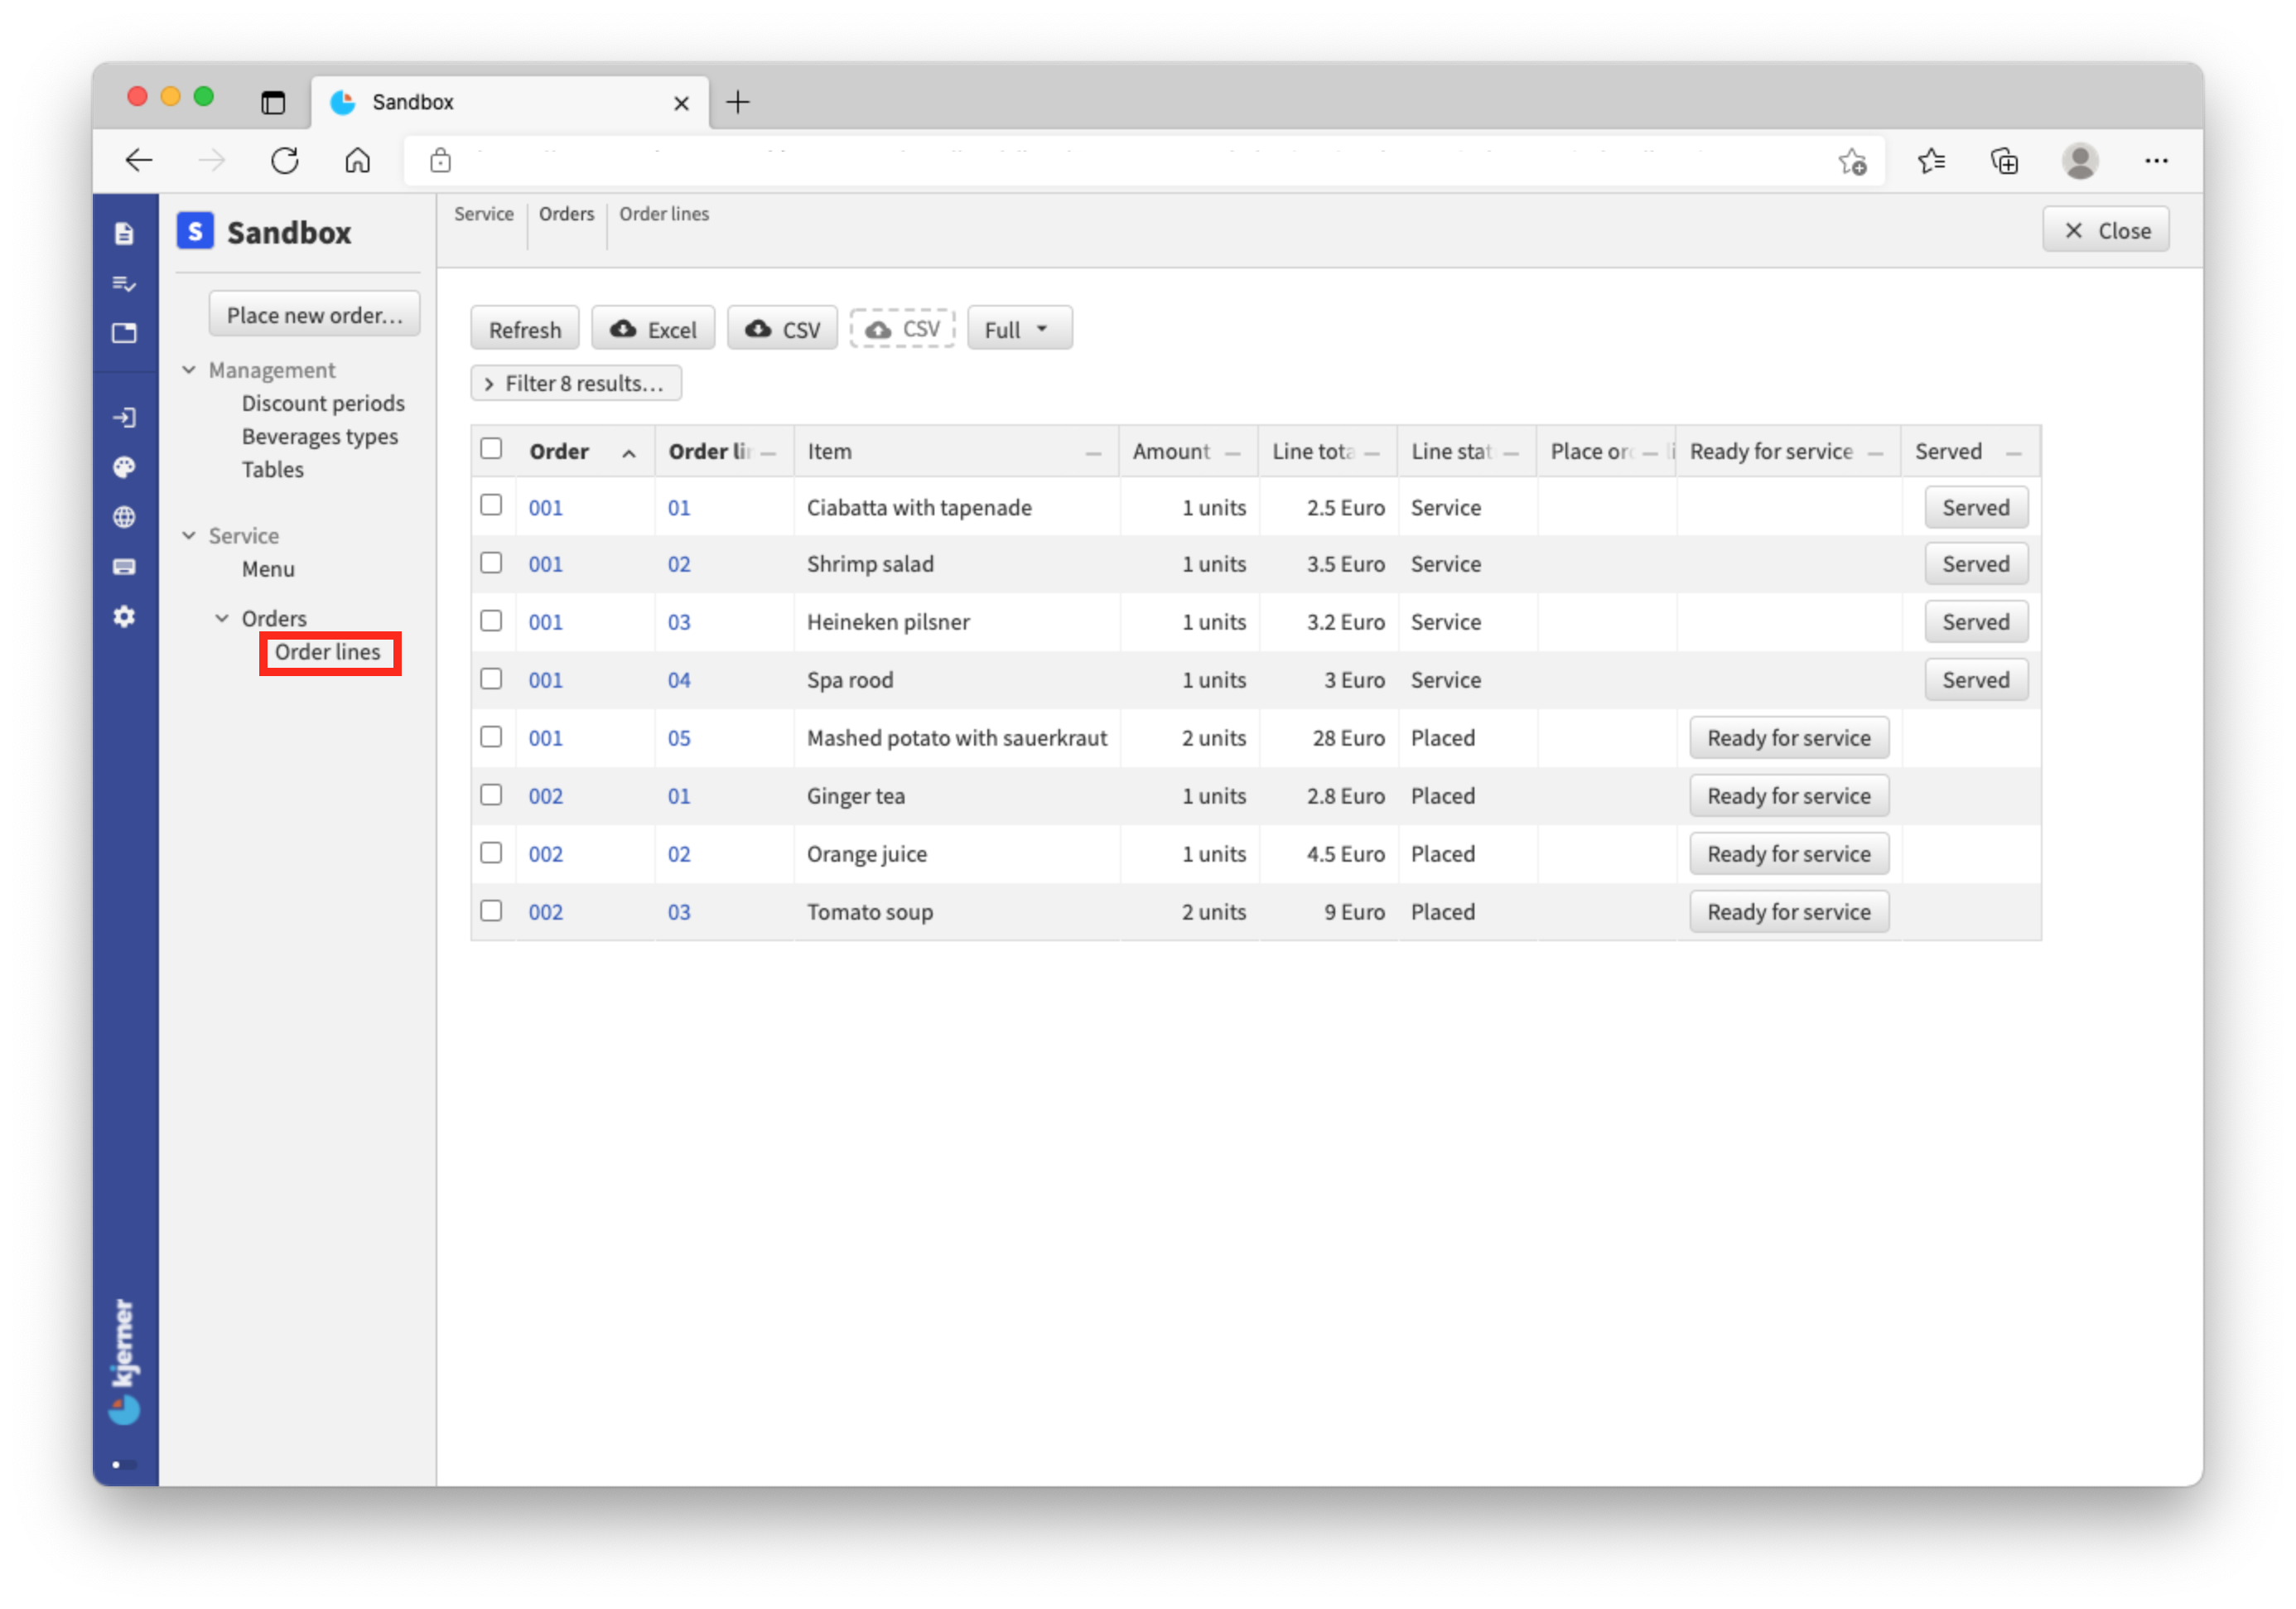 Sandbox
S Sandbox
Service Orders Order lines
Close
Place new order...
Management
Discount periods
Beverages types
Tables
Service
Menu
Orders
Order lines
Refresh Excel CSV CSV Full
Filter 8 results...
Order Order li Item Amount Line tot Line stat Place or Ready for service Served
001 01 Ciabatta with tapenade 1 units 2.5 Euro Service Served
001 02 Shrimp salad 1 units 3.5 Euro Service Served
001 03 Heineken pilsner 1 units 3.2 Euro Service Served
001 04 Spa rood 1 units 3 Euro Service Served
001 05 Mashed potato with sauerkraut 2 units 28 Euro Placed Ready for service
002 01 Ginger tea 1 units 2.8 Euro Placed Ready for service
002 02 Orange juice 1 units 4.5 Euro Placed Ready for service
002 03 Tomato soup 2 units 9 Euro Placed Ready for service
kjerner